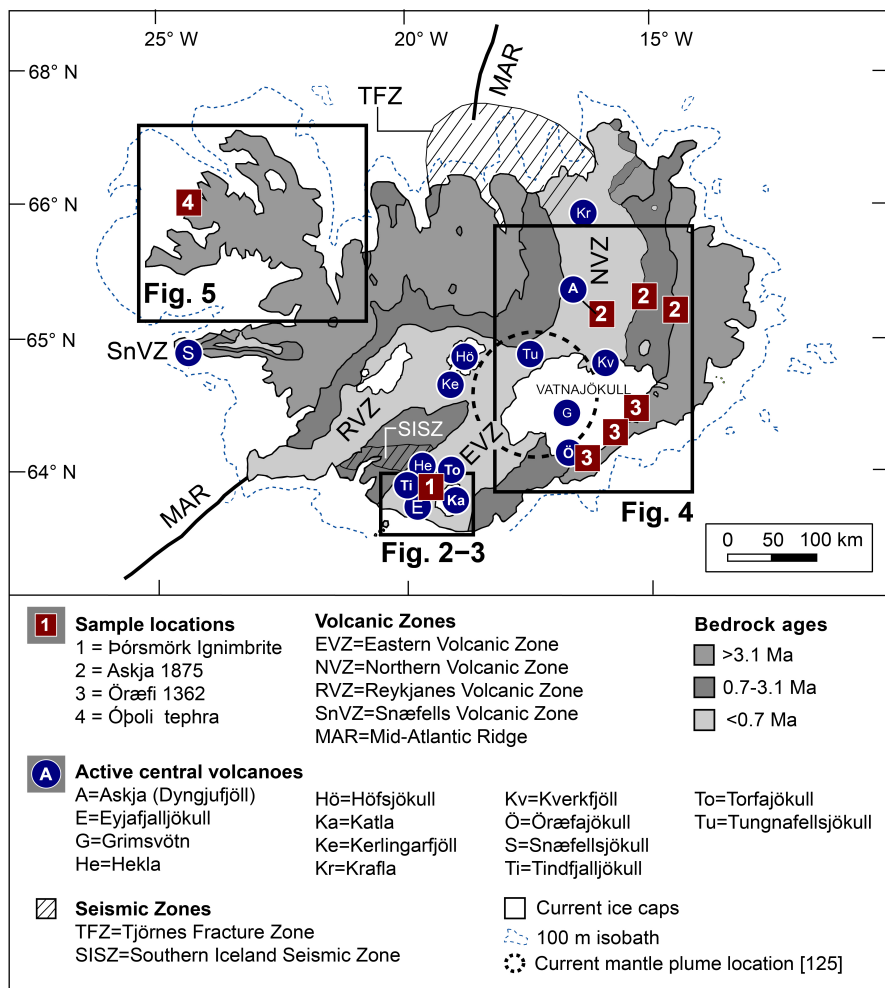 25° W 20° W 15° W
68° N
MAR
TFZ
66° N
4
Kr
NVZ
Fig. 5
A
2
2
2
65° N
SnVZ
S
Hö
Tu
Kv
Ke
VATNAJÖKULL
RVZ
G
3
SISZ
EVZ
3
64° N
He
To
Ö
3
Ti
1
Ka
E
MAR
Fig. 4
Fig. 2–3
0 50 100 km
1 Sample locations
1 = Þórsmörk Ignimbrite
2 = Askja 1875
3 = Öræfi 1362
4 = Óþoli tephra
Volcanic Zones
EVZ=Eastern Volcanic Zone
NVZ=Northern Volcanic Zone
RVZ=Reykjanes Volcanic Zone
SnVZ=Snæfells Volcanic Zone
MAR=Mid-Atlantic Ridge
Bedrock ages
>3.1 Ma
0.7-3.1 Ma
<0.7 Ma
A Active central volcanoes
A=Askja (Dyngjufjöll)
E=Eyjafjalljökull
G=Grimsvötn
He=Hekla
Hö=Höfsjökull
Ka=Katla
Ke=Kerlingarfjöll
Kr=Krafla
Kv=Kverkfjöll
Ö=Öræfajökull
S=Snæfellsjökull
Ti=Tindfjalljökull
To=Torfajökull
Tu=Tungnafellsjökull
Seismic Zones
TFZ=Tjörnes Fracture Zone
SISZ=Southern Iceland Seismic Zone
Current ice caps
100 m isobath
Current mantle plume location [125]